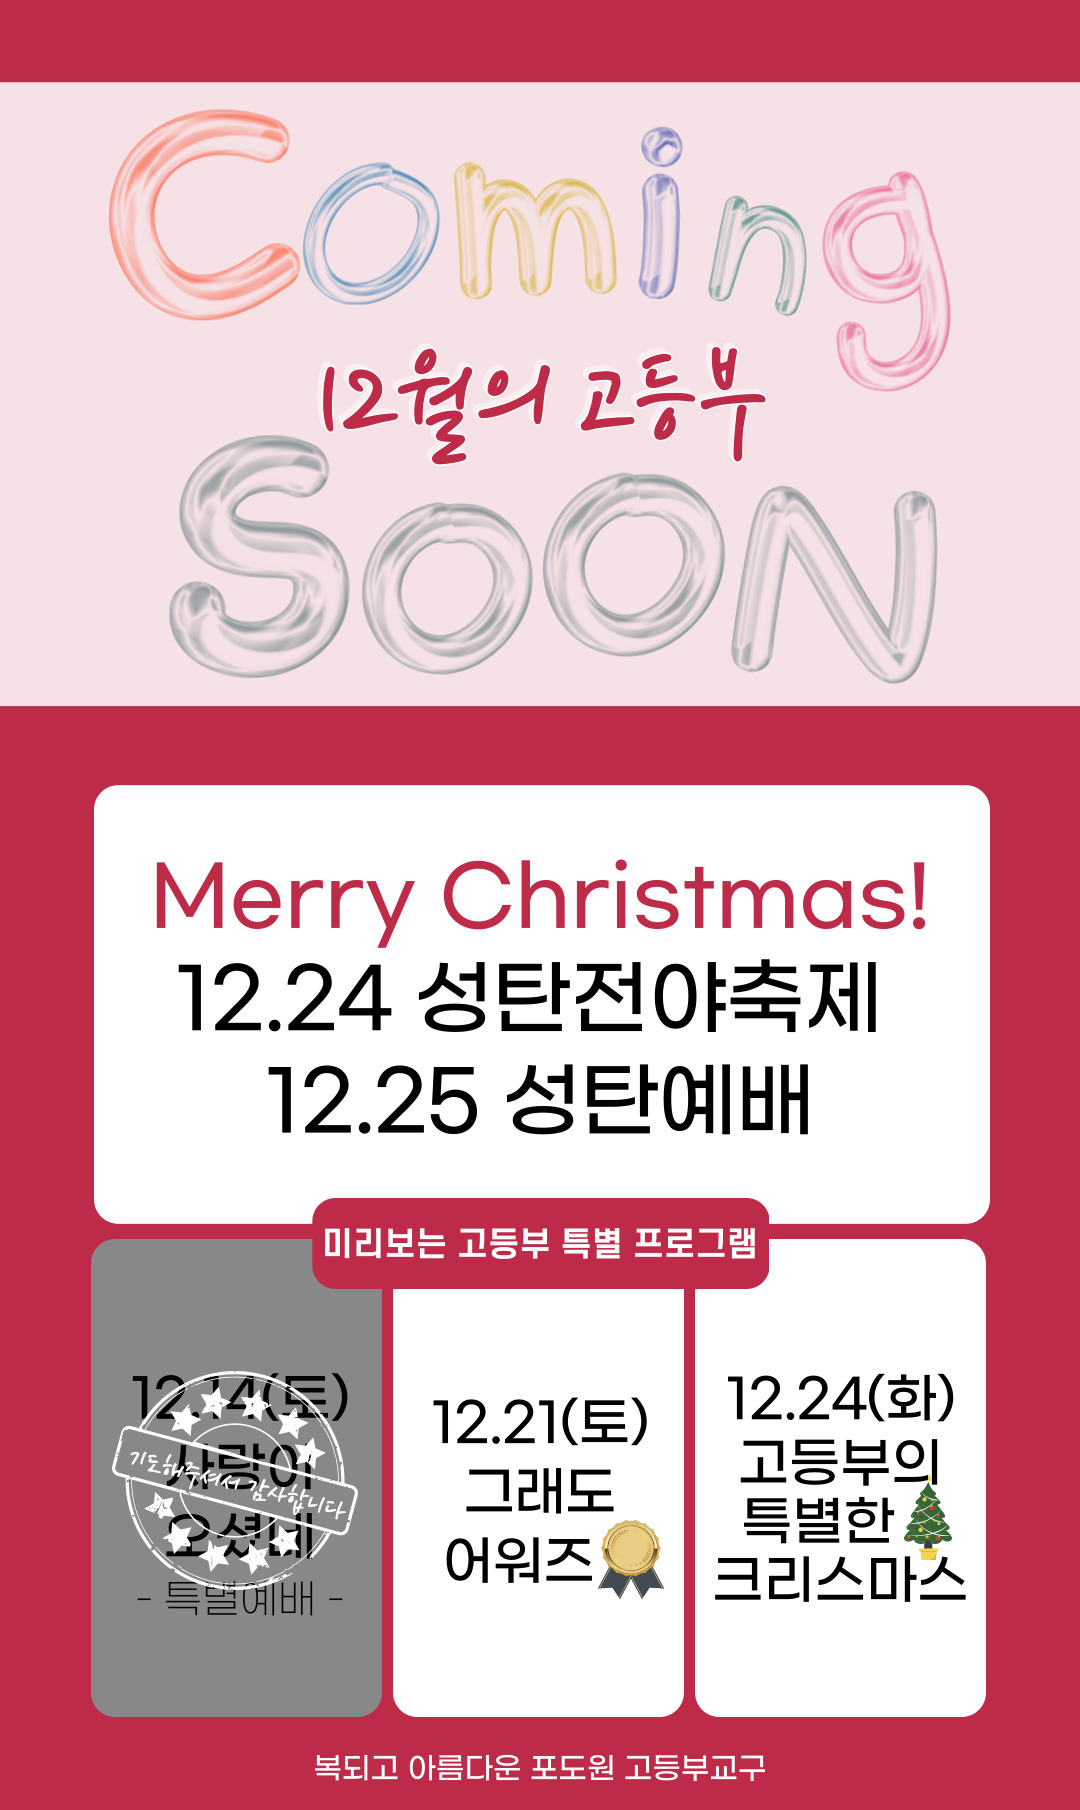 Coming
12월의 고등부
SooN
Merry Christmas!
12.24 성탄전야축제
12.25 성탄예배
미리보는 고등부 특별 프로그램
12.14(토)
사랑이
오셨네
- 특별예배 -
기도해주셔서 감사합니다
12.21(토)
그래도
어워즈
12.24(화)
고등부의
특별한
크리스마스
복되고 아름다운 포도원 고등부교구